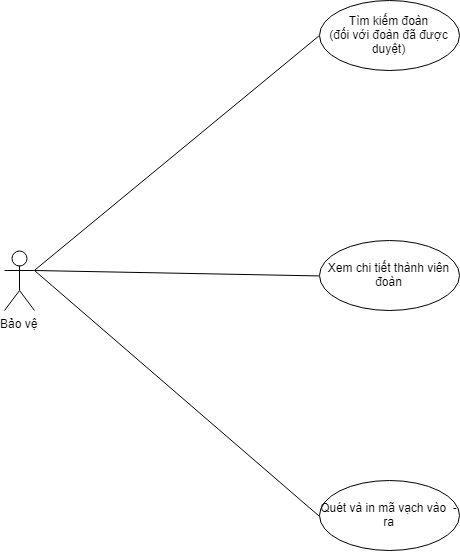 Tìm kiếm đoàn
(đối với đoàn đã được
duyệt)
Xem chi tiết thành viên
đoàn
Bảo vệ
Quét và in mã vạch vào -
ra